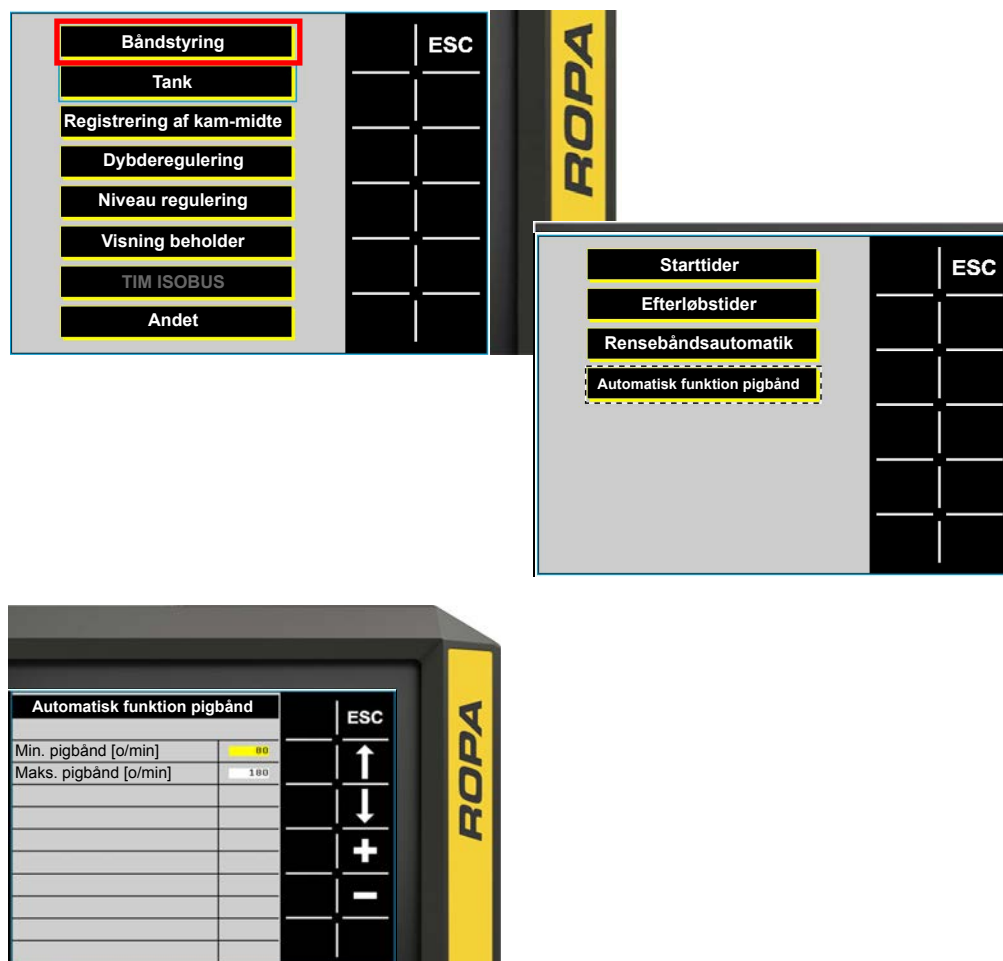 Båndstyring
Tank
Registrering af kam-midte
Dybderegulering
Niveau regulering
Visning beholder
TIM ISOBUS
Andet
ESC
ROPA
Starttider
Efterløbstider
Rensebåndsautomatik
Automatisk funktion pigbånd
ESC
Automatisk funktion pigbånd
Min. pigbånd [o/min] 80
Maks. pigbånd [o/min] 180
ESC
ROPA